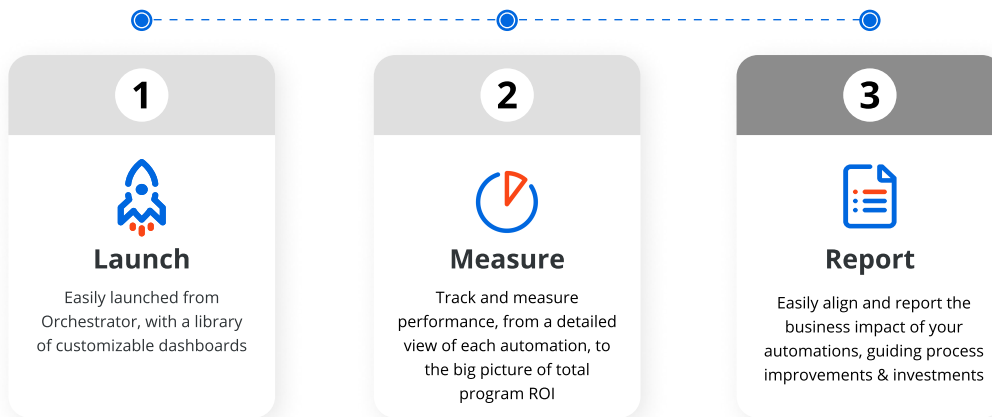 1
Launch
Easily launched from
Orchestrator, with a library
of customizable dashboards
2
Measure
Track and measure
performance, from a detailed
view of each automation, to
the big picture of total
program ROI
3
Report
Easily align and report the
business impact of your
automations, guiding process
improvements & investments